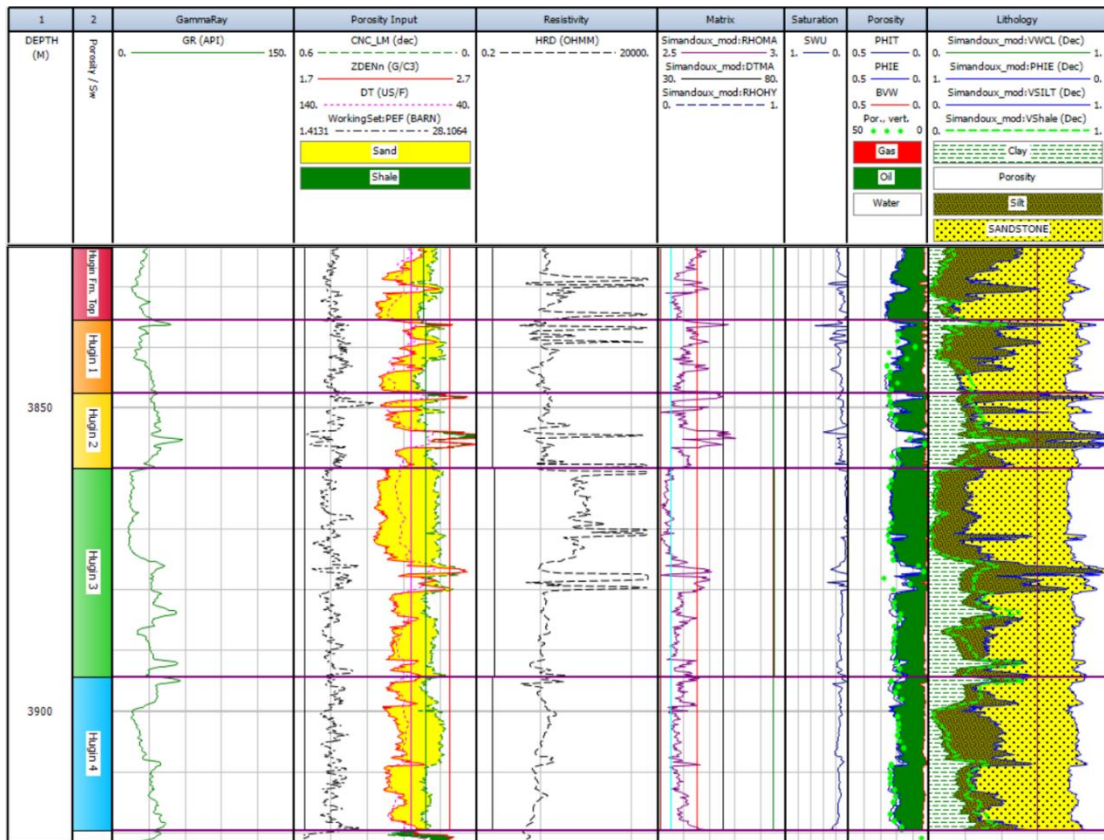 1 2 GammaRay Porosity Input Resistivity Matrix Saturation Porosity Lithology
DEPTH
(M)
Porosity / Sw
GR (API)
0. 150.
CNC_LM (dec)
0.6 0.
ZDENn (G/C3)
1.7 2.7
DT (US/F)
140. 40.
WorkingSet:PEF (BARN)
1.4131 28.1064
Sand
Shale
HRD (OHMM)
0.2 20000.
Simandoux_mod:RHOMA
2.5 3.
Simandoux_mod:DTMA
30. 80.
Simandoux_mod:RHOHY
0. 1.
SWU
1. 0.
PHIT
0.5 0.
PHIE
0.5 0.
BVW
0.5 0.
Por., vert.
50 0
Gas
Oil
Water
Simandoux_mod:VWCL (Dec)
0. 1.
Simandoux_mod:PHIE (Dec)
1. 0.
Simandoux_mod:VSILT (Dec)
0. 1.
Simandoux_mod:VShale (Dec)
0. 1.
Clay
Porosity
Silt
SANDSTONE
Hugin Fm. Top
Hugin 1
3850
Hugin 2
Hugin 3
3900
Hugin 4